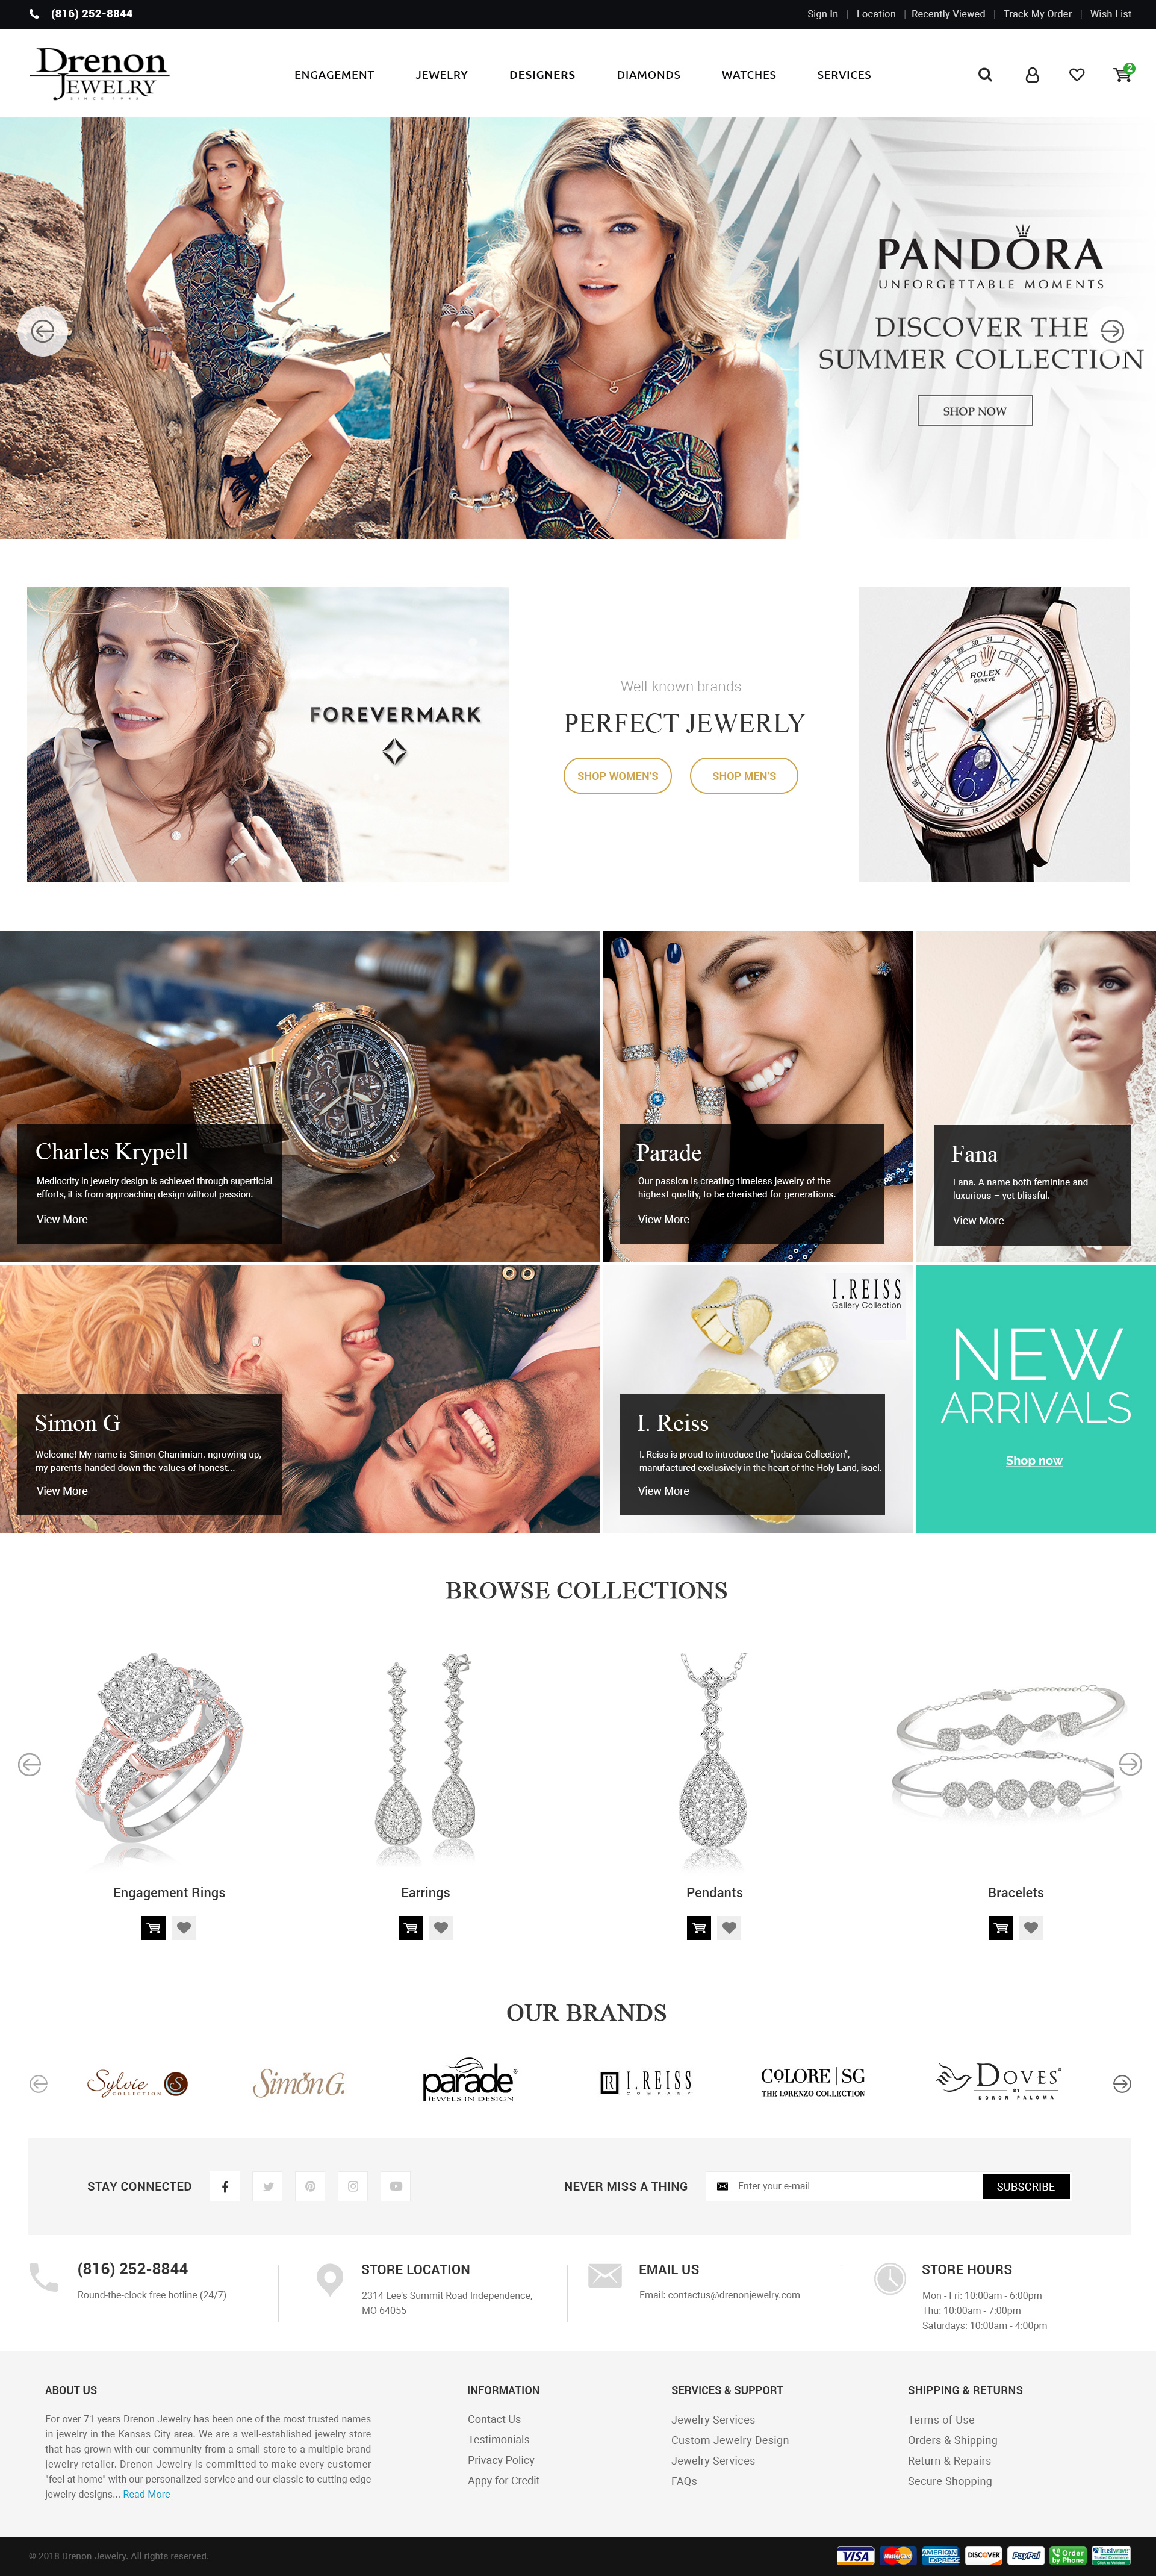 (816) 252-8844
Sign In | Location | Recently Viewed | Track My Order | Wish List
Drenon
JEWELRY
SINCE 1946
ENGAGEMENT JEWELRY DESIGNERS DIAMONDS WATCHES SERVICES
2
PANDORA
UNFORGETTABLE MOMENTS
DISCOVER THE
SUMMER COLLECTION
SHOP NOW
FOREVERMARK
Well-known brands
PERFECT JEWERLY
SHOP WOMEN'S SHOP MEN'S
ROLEX
GENEVE
Charles Krypell
Mediocrity in jewelry design is achieved through superficial
efforts, it is from approaching design without passion.
View More
Parade
Our passion is creating timeless jewelry of the
highest quality, to be cherished for generations.
View More
Fana
Fana. A name both feminine and
luxurious – yet blissful.
View More
Simon G
Welcome! My name is Simon Chanimian. ngrowing up,
my parents handed down the values of honest...
View More
I.REISS
Gallery Collection
I. Reiss
I. Reiss is proud to introduce the "judaica Collection",
manufactured exclusively in the heart of the Holy Land, isael.
View More
NEW
ARRIVALS
Shop now
BROWSE COLLECTIONS
Engagement Rings
Earrings
Pendants
Bracelets
OUR BRANDS
Sylvie
COLLECTION
S
Simon G.
parade
JEWELS IN DESIGN
R I.REISS
COMPANY
COLORE|SG
THE LORENZO COLLECTION
DOVES
BY
DORON PALOMA
STAY CONNECTED
NEVER MISS A THING
Enter your e-mail
SUBSCRIBE
(816) 252-8844
Round-the-clock free hotline (24/7)
STORE LOCATION
2314 Lee's Summit Road Independence,
MO 64055
EMAIL US
Email: contactus@drenonjewelry.com
STORE HOURS
Mon - Fri: 10:00am - 6:00pm
Thu: 10:00am - 7:00pm
Saturdays: 10:00am - 4:00pm
ABOUT US
For over 71 years Drenon Jewelry has been one of the most trusted names
in jewelry in the Kansas City area. We are a well-established jewelry store
that has grown with our community from a small store to a multiple brand
jewelry retailer. Drenon Jewelry is committed to make every customer
"feel at home" with our personalized service and our classic to cutting edge
jewelry designs... Read More
INFORMATION
Contact Us
Testimonials
Privacy Policy
Appy for Credit
SERVICES & SUPPORT
Jewelry Services
Custom Jewelry Design
Jewelry Services
FAQs
SHIPPING & RETURNS
Terms of Use
Orders & Shipping
Return & Repairs
Secure Shopping
© 2018 Drenon Jewelry. All rights reserved.
VISA
MasterCard
AMERICAN EXPRESS
DISCOVER
PayPal
Order by Phone
Trustwave